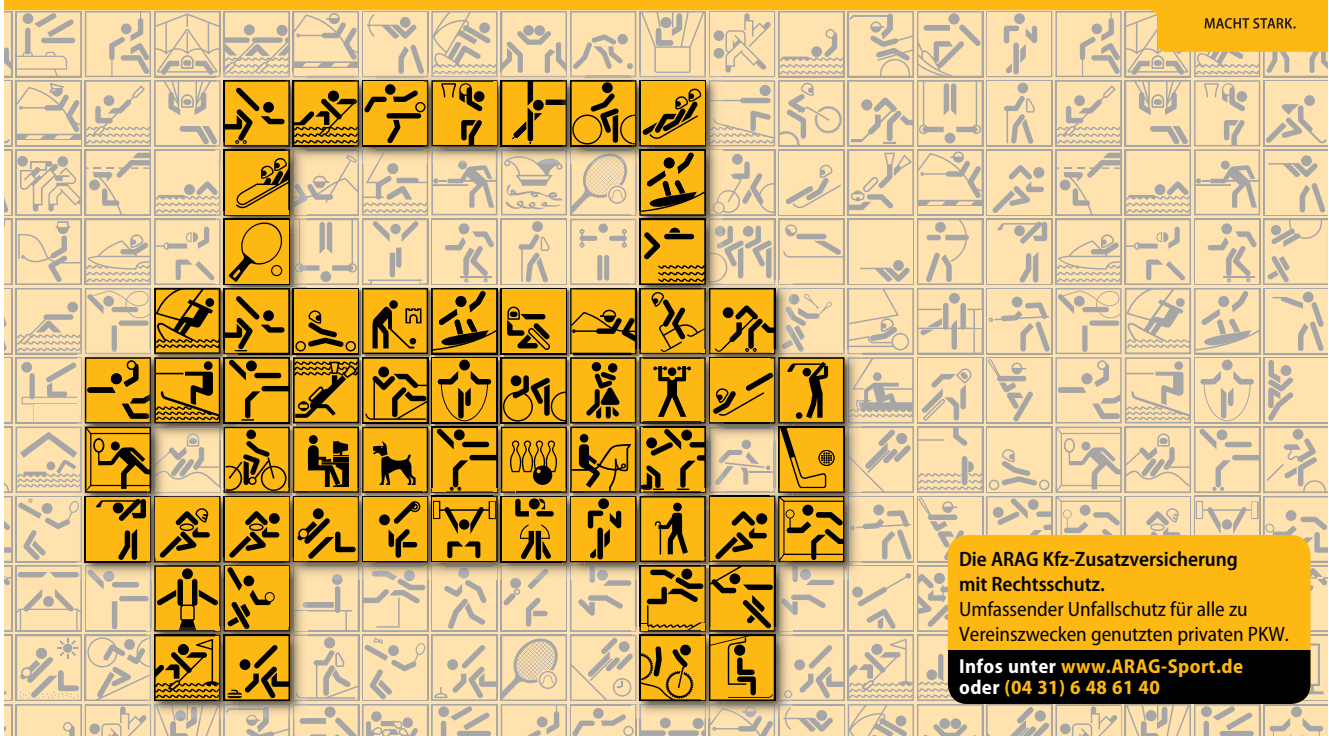 MACHT STARK.
Die ARAG Kfz-Zusatzversicherung
mit Rechtsschutz.
Umfassender Unfallschutz für alle zu
Vereinszwecken genutzten privaten PKW.
Infos unter www.ARAG-Sport.de
oder (04 31) 6 48 61 40